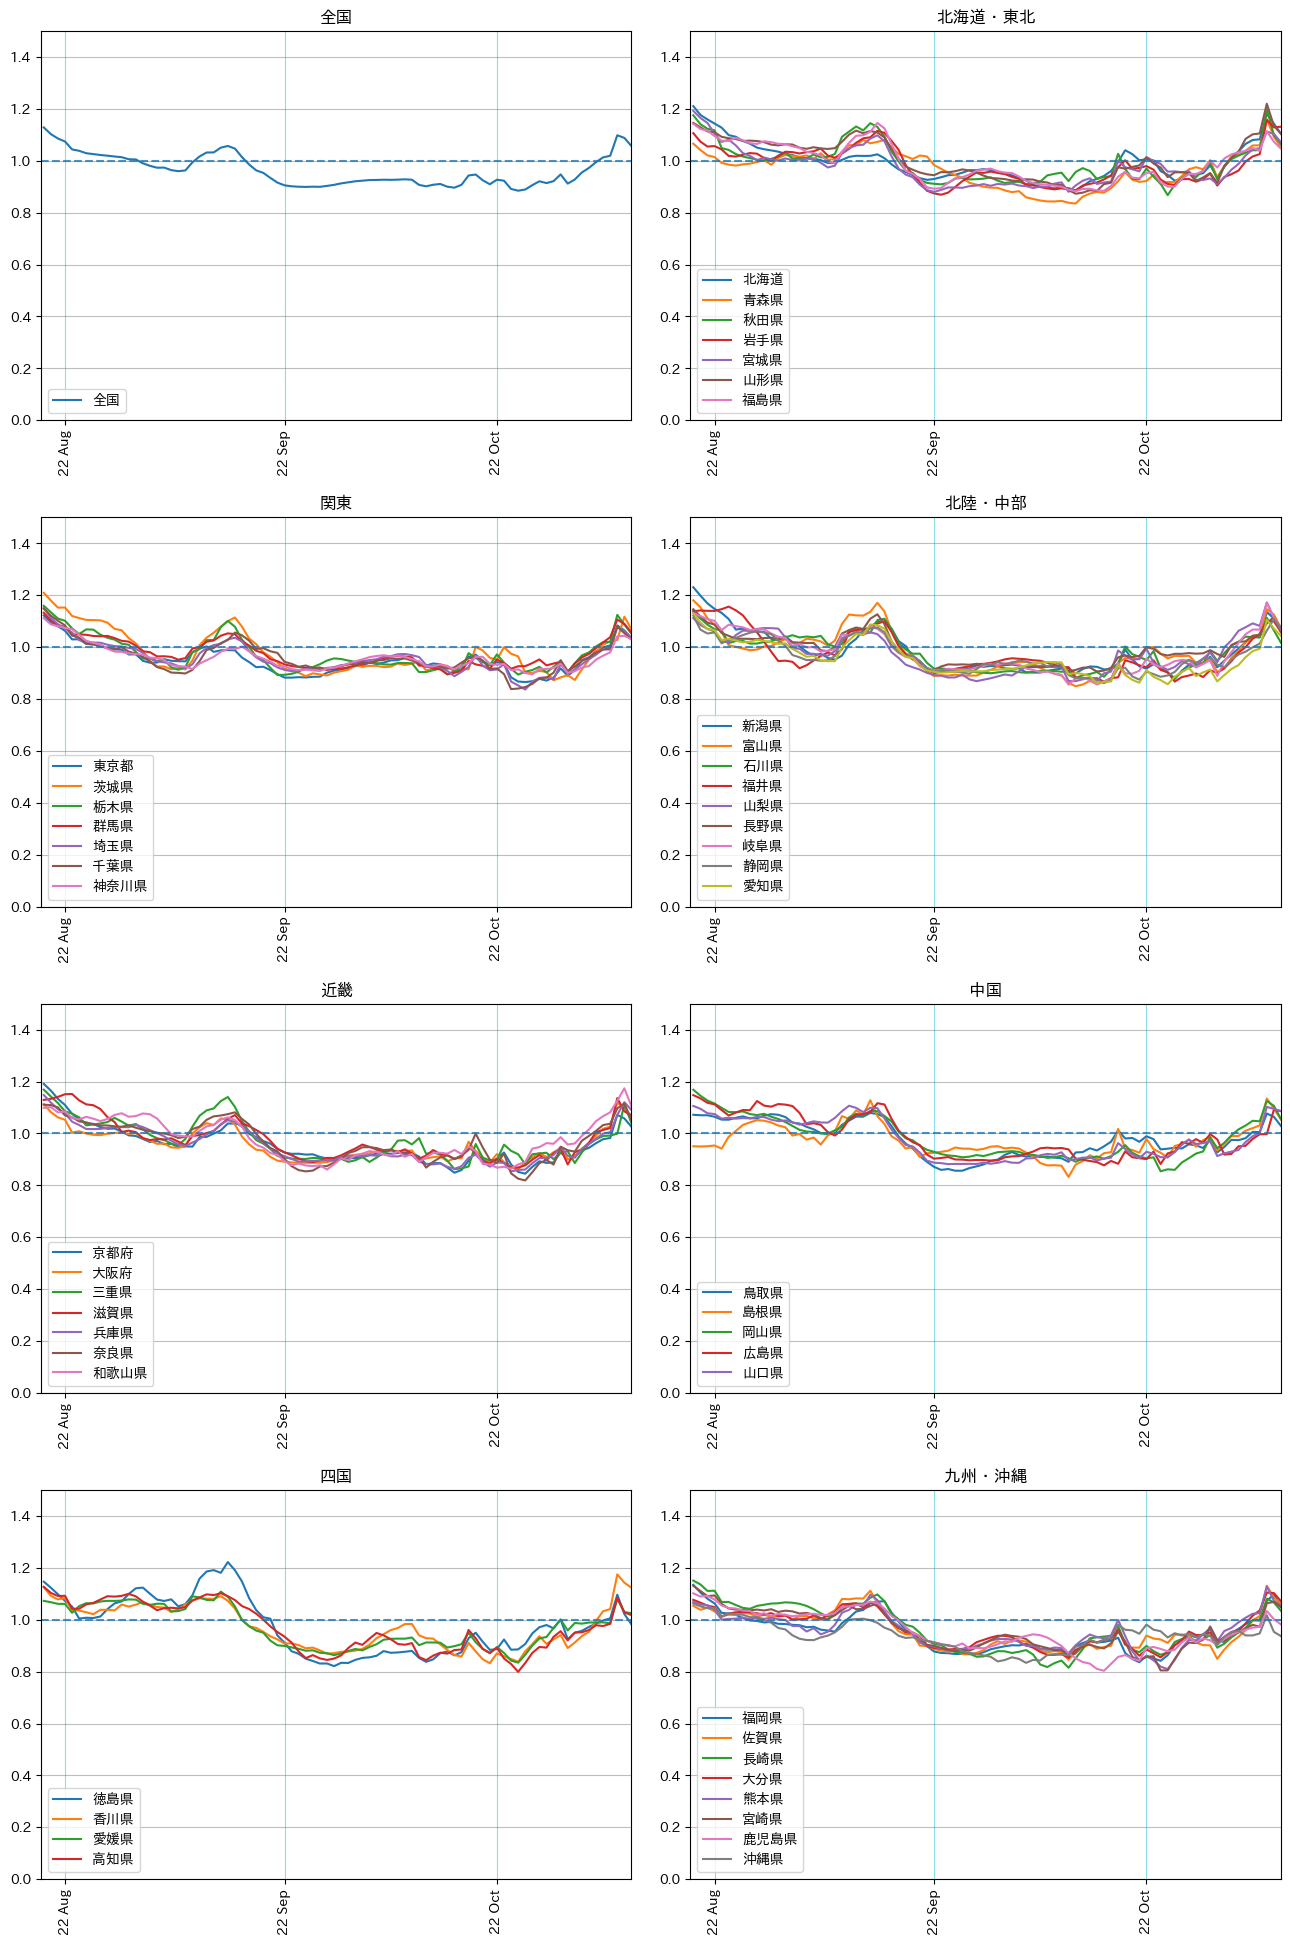 全国
1.4
1.2
1.0
0.8
0.6
0.4
0.2
0.0
全国
22 Aug
22 Sep
22 Oct
北海道・東北
1.4
1.2
1.0
0.8
0.6
0.4
0.2
0.0
北海道
青森県
秋田県
岩手県
宮城県
山形県
福島県
22 Aug
22 Sep
22 Oct
関東
1.4
1.2
1.0
0.8
0.6
0.4
0.2
0.0
東京都
茨城県
栃木県
群馬県
埼玉県
千葉県
神奈川県
22 Aug
22 Sep
22 Oct
北陸・中部
1.4
1.2
1.0
0.8
0.6
0.4
0.2
0.0
新潟県
富山県
石川県
福井県
山梨県
長野県
岐阜県
静岡県
愛知県
22 Aug
22 Sep
22 Oct
近畿
1.4
1.2
1.0
0.8
0.6
0.4
0.2
0.0
京都府
大阪府
三重県
滋賀県
兵庫県
奈良県
和歌山県
22 Aug
22 Sep
22 Oct
中国
1.4
1.2
1.0
0.8
0.6
0.4
0.2
0.0
鳥取県
島根県
岡山県
広島県
山口県
22 Aug
22 Sep
22 Oct
四国
1.4
1.2
1.0
0.8
0.6
0.4
0.2
0.0
徳島県
香川県
愛媛県
高知県
22 Aug
22 Sep
22 Oct
九州・沖縄
1.4
1.2
1.0
0.8
0.6
0.4
0.2
0.0
福岡県
佐賀県
長崎県
大分県
熊本県
宮崎県
鹿児島県
沖縄県
22 Aug
22 Sep
22 Oct